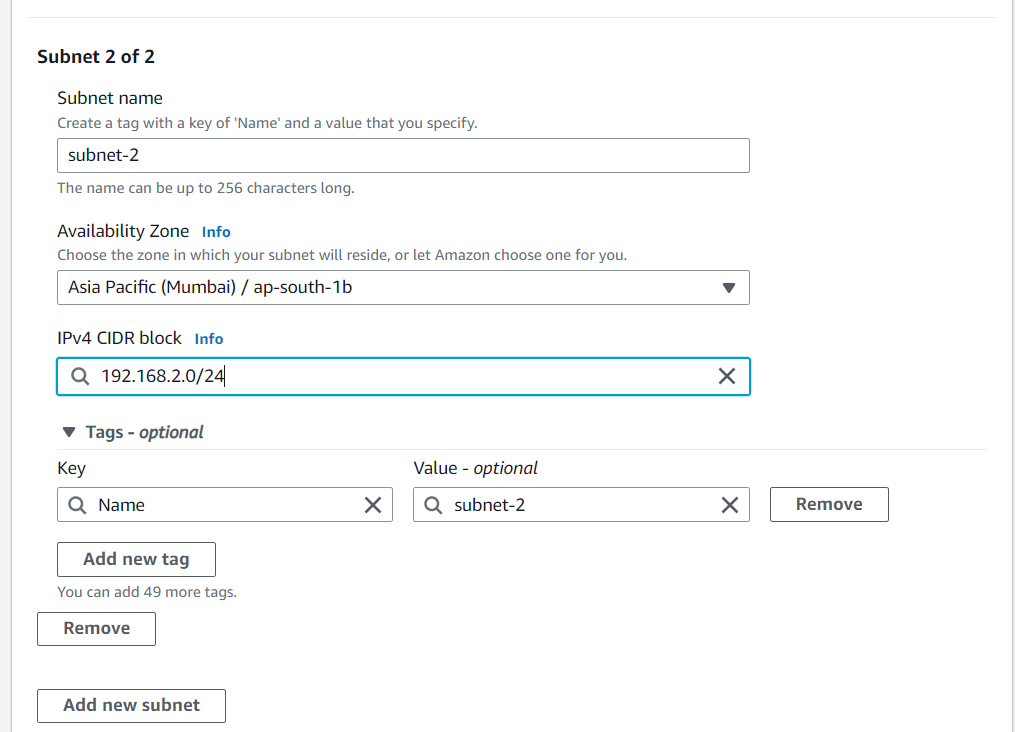 Subnet 2 of 2
Subnet name
Create a tag with a key of 'Name' and a value that you specify.
subnet-2
The name can be up to 256 characters long.
Availability Zone Info
Choose the zone in which your subnet will reside, or let Amazon choose one for you.
Asia Pacific (Mumbai) / ap-south-1b
IPv4 CIDR block Info
192.168.2.0/24
Tags - optional
Key Value - optional
Name subnet-2 Remove
Add new tag
You can add 49 more tags.
Remove
Add new subnet